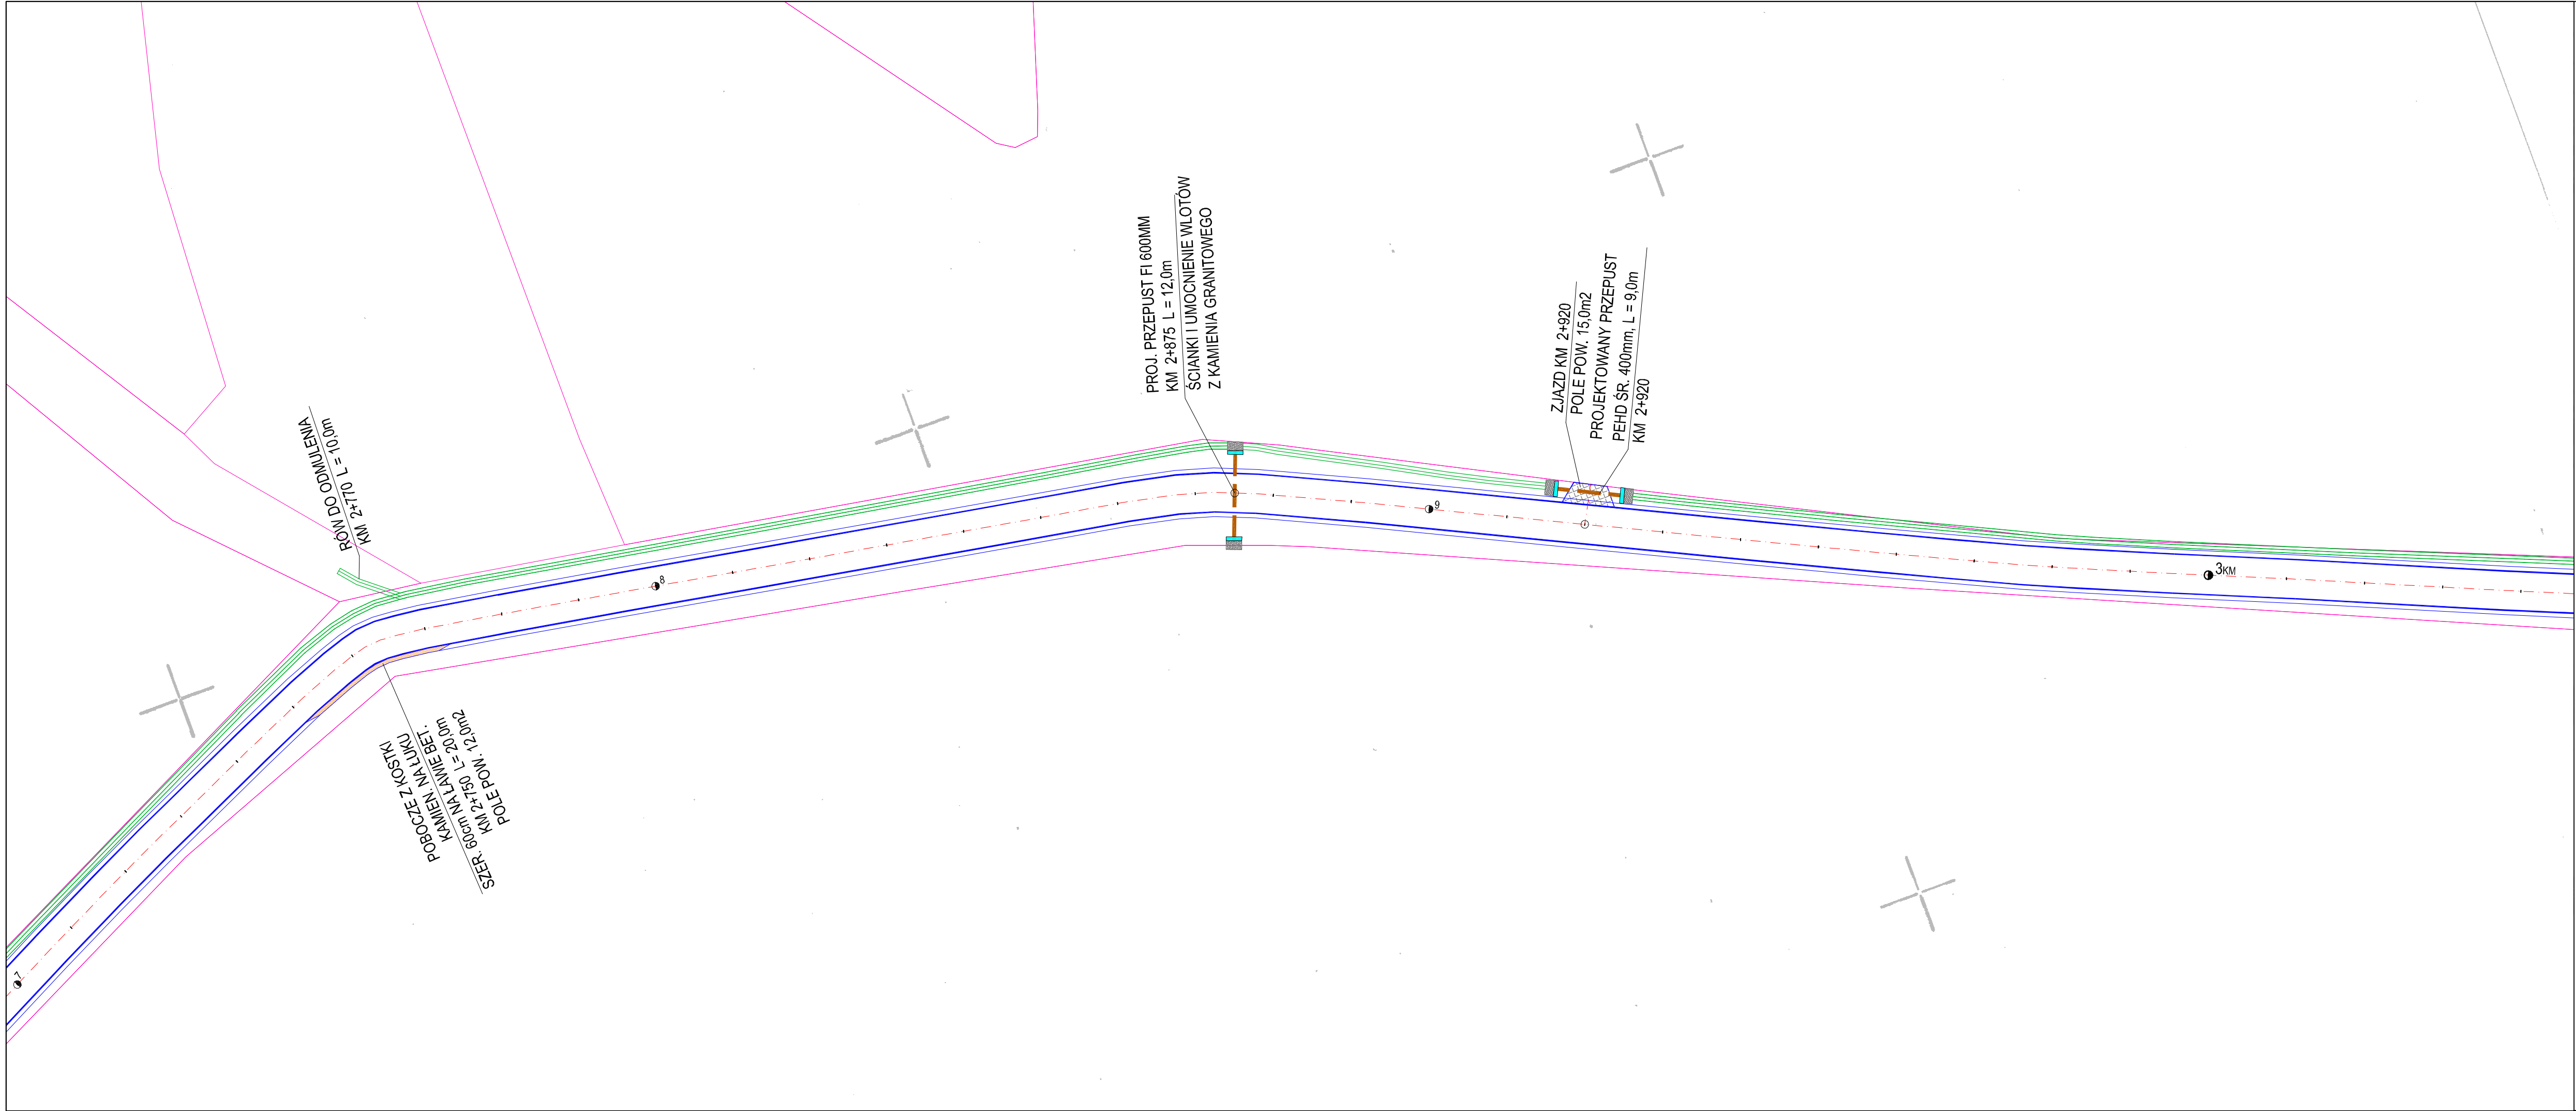 RÓW DO ODMULENIA
KM 2+770 L = 10,0m
PROJ. PRZEPUST FI 600MM
KM 2+875 L = 12,0m
ŚCIANKI I UMOCNIENIE WLOTÓW
Z KAMIENIA GRANITOWEGO
ZJAZD KM 2+920
POLE POW. 15,0m2
PROJEKTOWANY PRZEPUST
PEHD ŚR. 400mm, L = 9,0m
KM 2+920
POBOCZE Z KOSTKI
KAMIEN. NA ŁUKU
SZER. 60cm NA ŁAWIE BET.
KM 2+750 L = 20,0m
POLE POW. 12,0m2
7
8
9
3KM